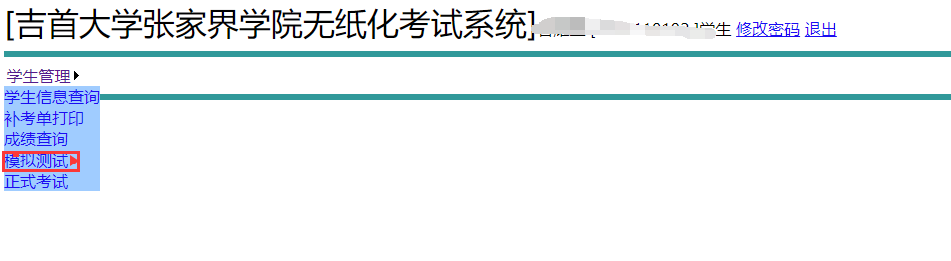 [吉首大学张家界学院无纸化考试系统] ]学生 修改密码 退出
学生管理
学生信息查询
补考单打印
成绩查询
模拟测试
正式考试